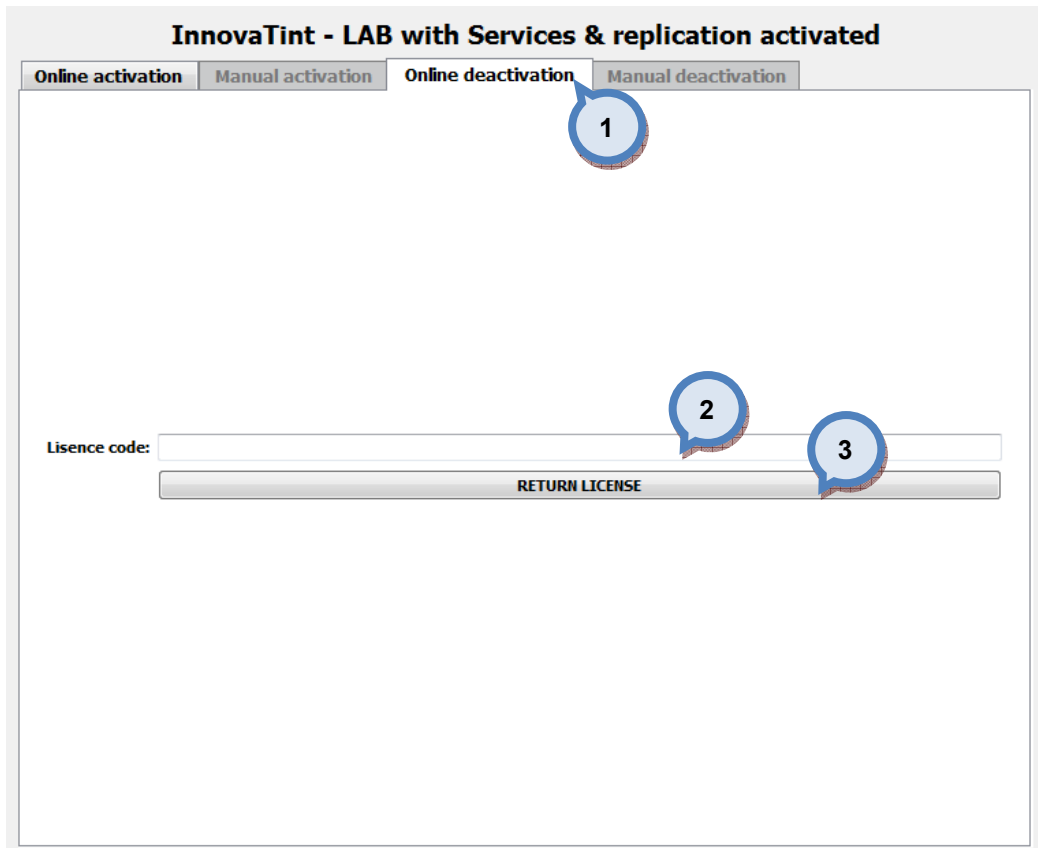 InnovaTint - LAB with Services & replication activated
Online activation Manual activation Online deactivation Manual deactivation
1
2
Lisence code:
3
RETURN LICENSE